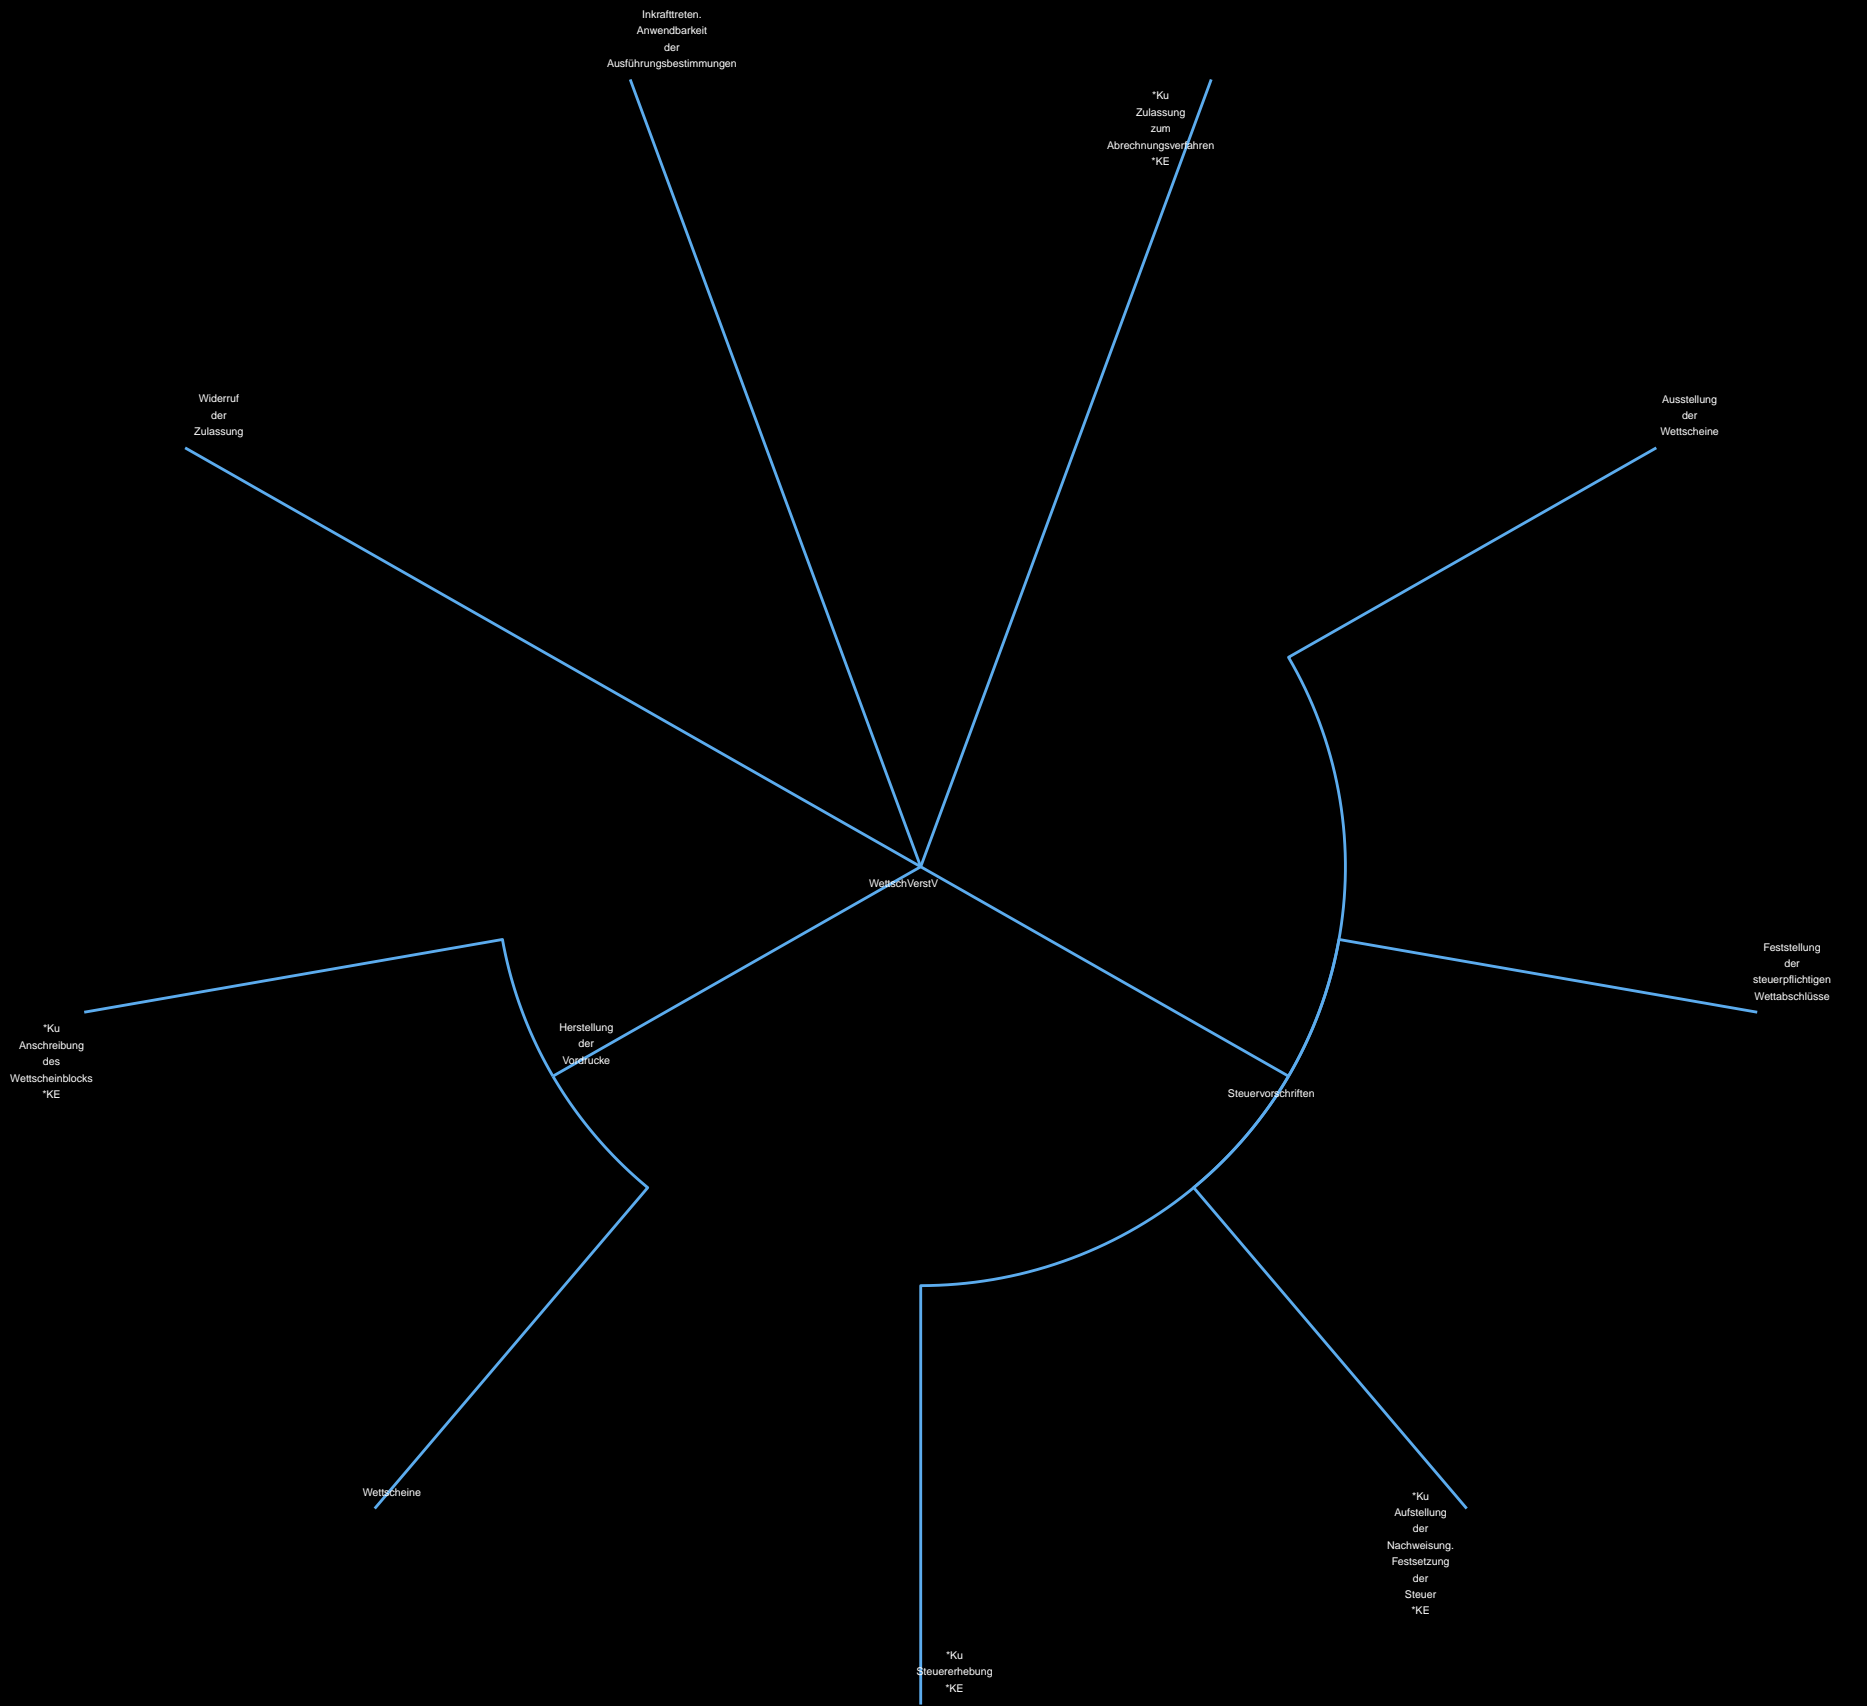 Inkrafttreten.
Anwendbarkeit
der
Ausführungsbestimmungen
*Ku
Zulassung
zum
Abrechnungsverfahren
*KE
Widerruf
der
Zulassung
Ausstellung
der
Wettscheine
WettschVerstV
Feststellung
der
steuerpflichtigen
Wettabschlüsse
*Ku
Anschreibung
des
Wettscheinblocks
*KE
Herstellung
der
Vordrucke
Steuervorschriften
Wettscheine
*Ku
Aufstellung
der
Nachweisung.
Festsetzung
der
Steuer
*KE
*Ku
Steuererhebung
*KE